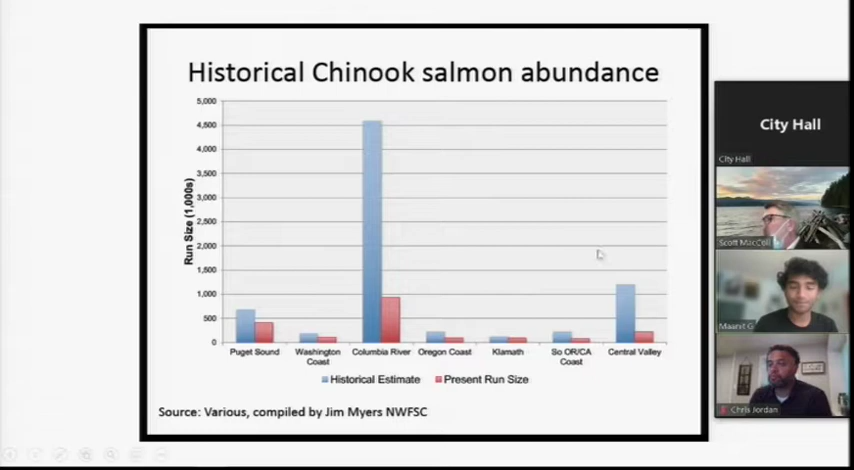 Historical Chinook salmon abundance
Run Size (1,000s)
5,000
4,500
4,000
3,500
3,000
2,500
2,000
1,500
1,000
500
0
Puget Sound
Washington
Coast
Columbia River
Oregon Coast
Klamath
So OR/CA
Coast
Central Valley
Historical Estimate
Present Run Size
Source: Various, compiled by Jim Myers NWFSC
City Hall
City Hall
Scott MacColl
Maanit G
Chris Jordan